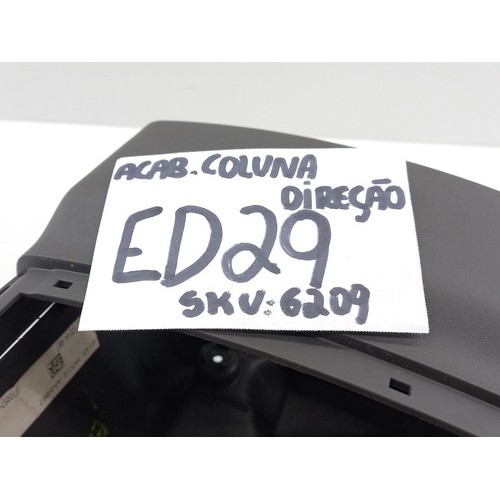 ACAB. COLUNA
DIREÇÃO
ED29
SKU: 6209